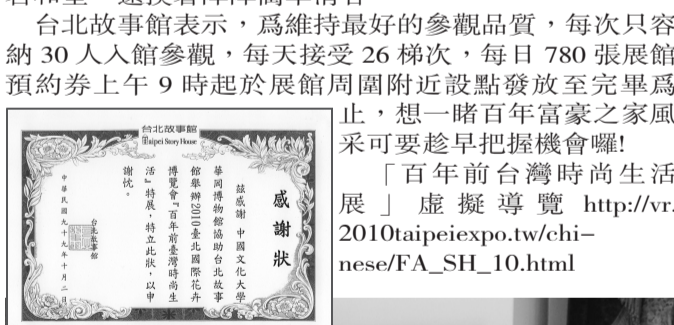 台北故事館表示，爲維持最好的參觀品質，每次只容
納 30 人入館參觀，每天接受 26 梯次，每日 780 張展館
預約券上午 9 時起於展館周圍附近設點發放至完畢爲
止，想一睹百年富豪之家風
采可要趁早把握機會囉!
「百年前台灣時尚生活
展」虛擬導覽 http://vr.
2010taipeiexpo.tw/chi–
nese/FA_SH_10.html
台北故事館
Taipei Story House
感謝狀
茲感謝 中國文化大學
華岡博物館協助台北故事
館舉辦2010臺北國際花卉
博覽會『百年前臺灣時尚生
活』特展，特立此狀，以申
謝忱。
台北故事館
中華民國九十九年十月二日